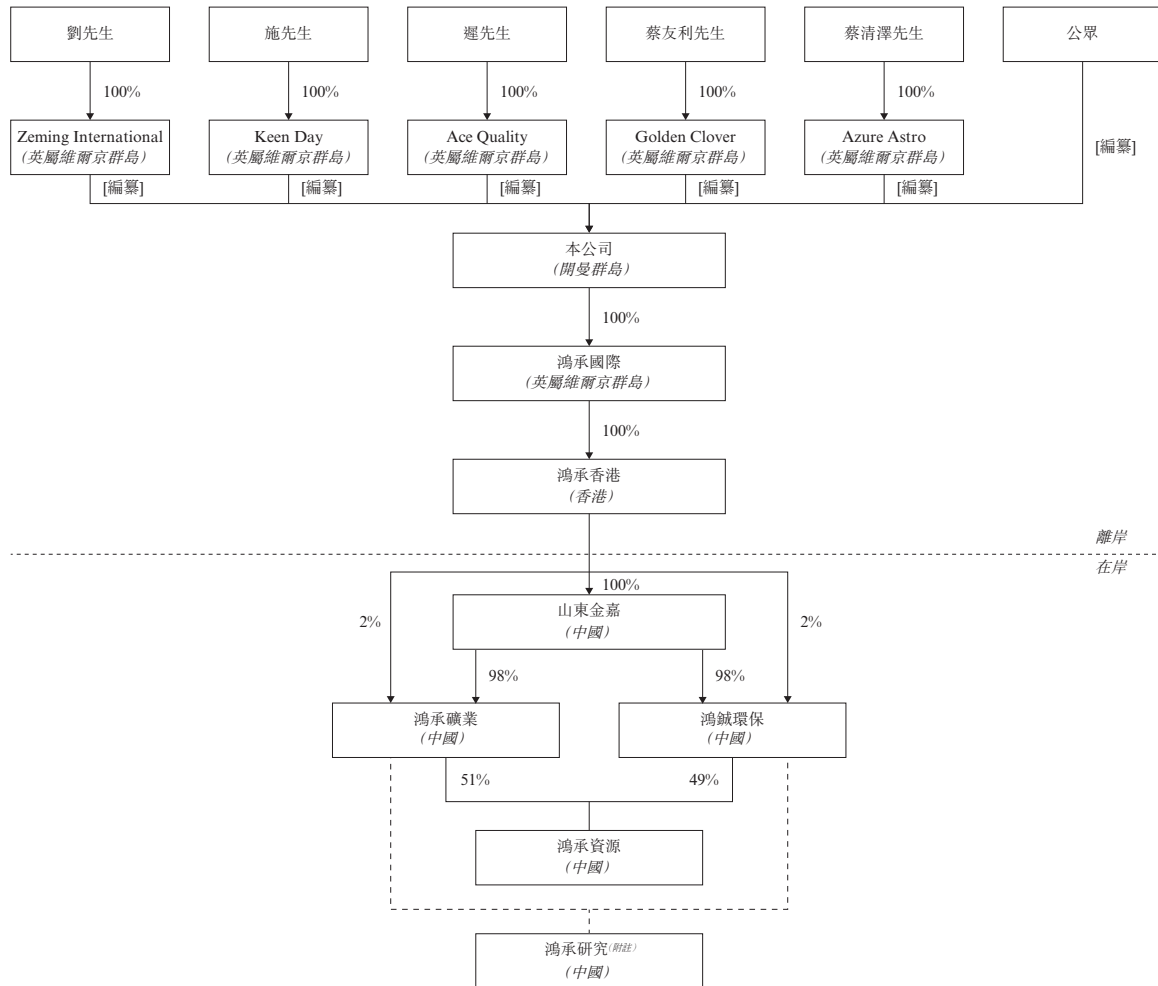 劉先生
施先生
遲先生
蔡友利先生
蔡清澤先生
公眾
100%
100%
100%
100%
100%
Zeming International
(英屬維爾京群島)
Keen Day
(英屬維爾京群島)
Ace Quality
(英屬維爾京群島)
Golden Clover
(英屬維爾京群島)
Azure Astro
(英屬維爾京群島)
[編纂]
[編纂]
[編纂]
[編纂]
[編纂]
[編纂]
本公司
(開曼群島)
100%
鴻承國際
(英屬維爾京群島)
100%
鴻承香港
(香港)
離岸
在岸
100%
山東金嘉
(中國)
2%
2%
98%
98%
鴻承礦業
(中國)
鴻鋮環保
(中國)
51%
49%
鴻承資源
(中國)
鴻承研究(附註)
(中國)